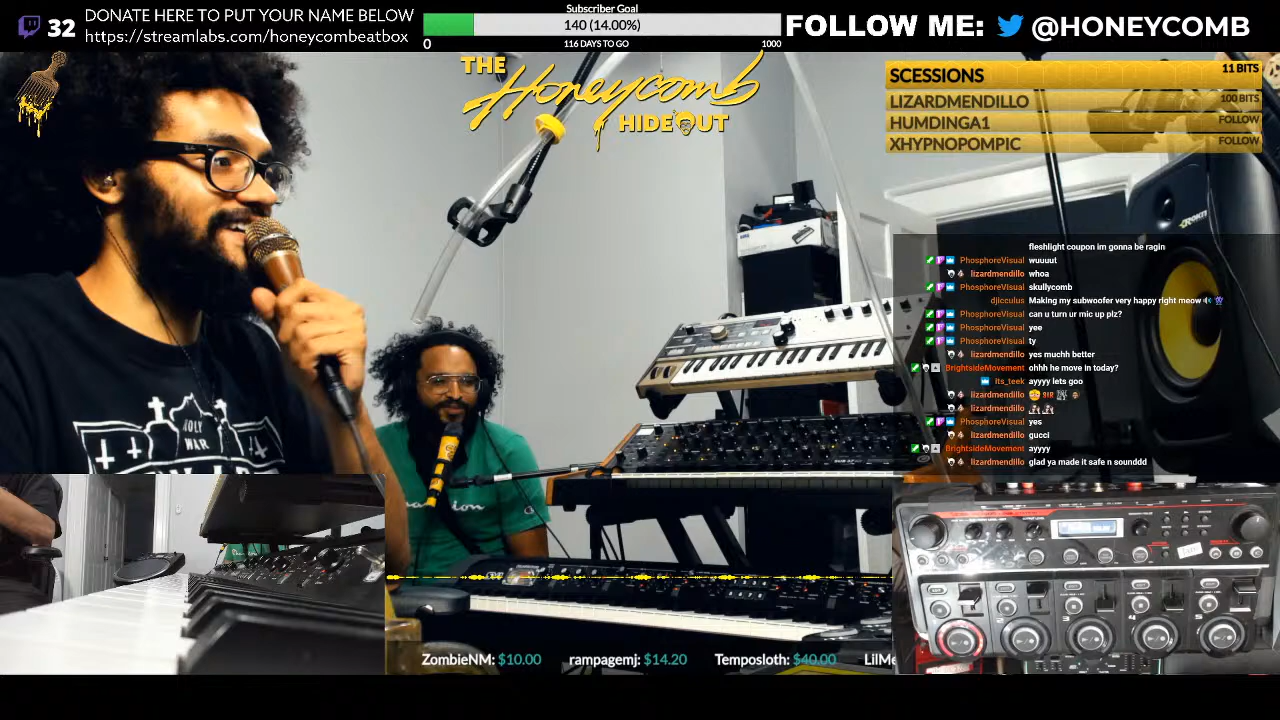 32
DONATE HERE TO PUT YOUR NAME BELOW
https://streamlabs.com/honeycombeatbox
Subscriber Goal
140 (14.00%)
0
116 DAYS TO GO
1000
FOLLOW ME: @HONEYCOMB
THE
Honeycomb
HIDEOUT
SCESSIONS 11 BITS
LIZARDMENDILLO 100 BITS
HUMDINGA1 FOLLOW
XHYPNOPOMPIC FOLLOW
fleshlight coupon im gonna be ragin
PhosphoreVisual wuuuut
lizardmendillo whoa
PhosphoreVisual skullycomb
djicculus Making my subwoofer very happy right meow
PhosphoreVisual can u turn ur mic up plz?
PhosphoreVisual yee
PhosphoreVisual ty
lizardmendillo yes muchh better
BrightsideMovement ohhh he move in today?
its_teek ayyyy lets goo
lizardmendillo
lizardmendillo
PhosphoreVisual yes
lizardmendillo gucci
BrightsideMovement ayyyy
lizardmendillo glad ya made it safe n sounddd
HOLY
WAR
ZombieNM: $10.00
rampagemj: $14.20
Temposloth: $40.00
LilMe